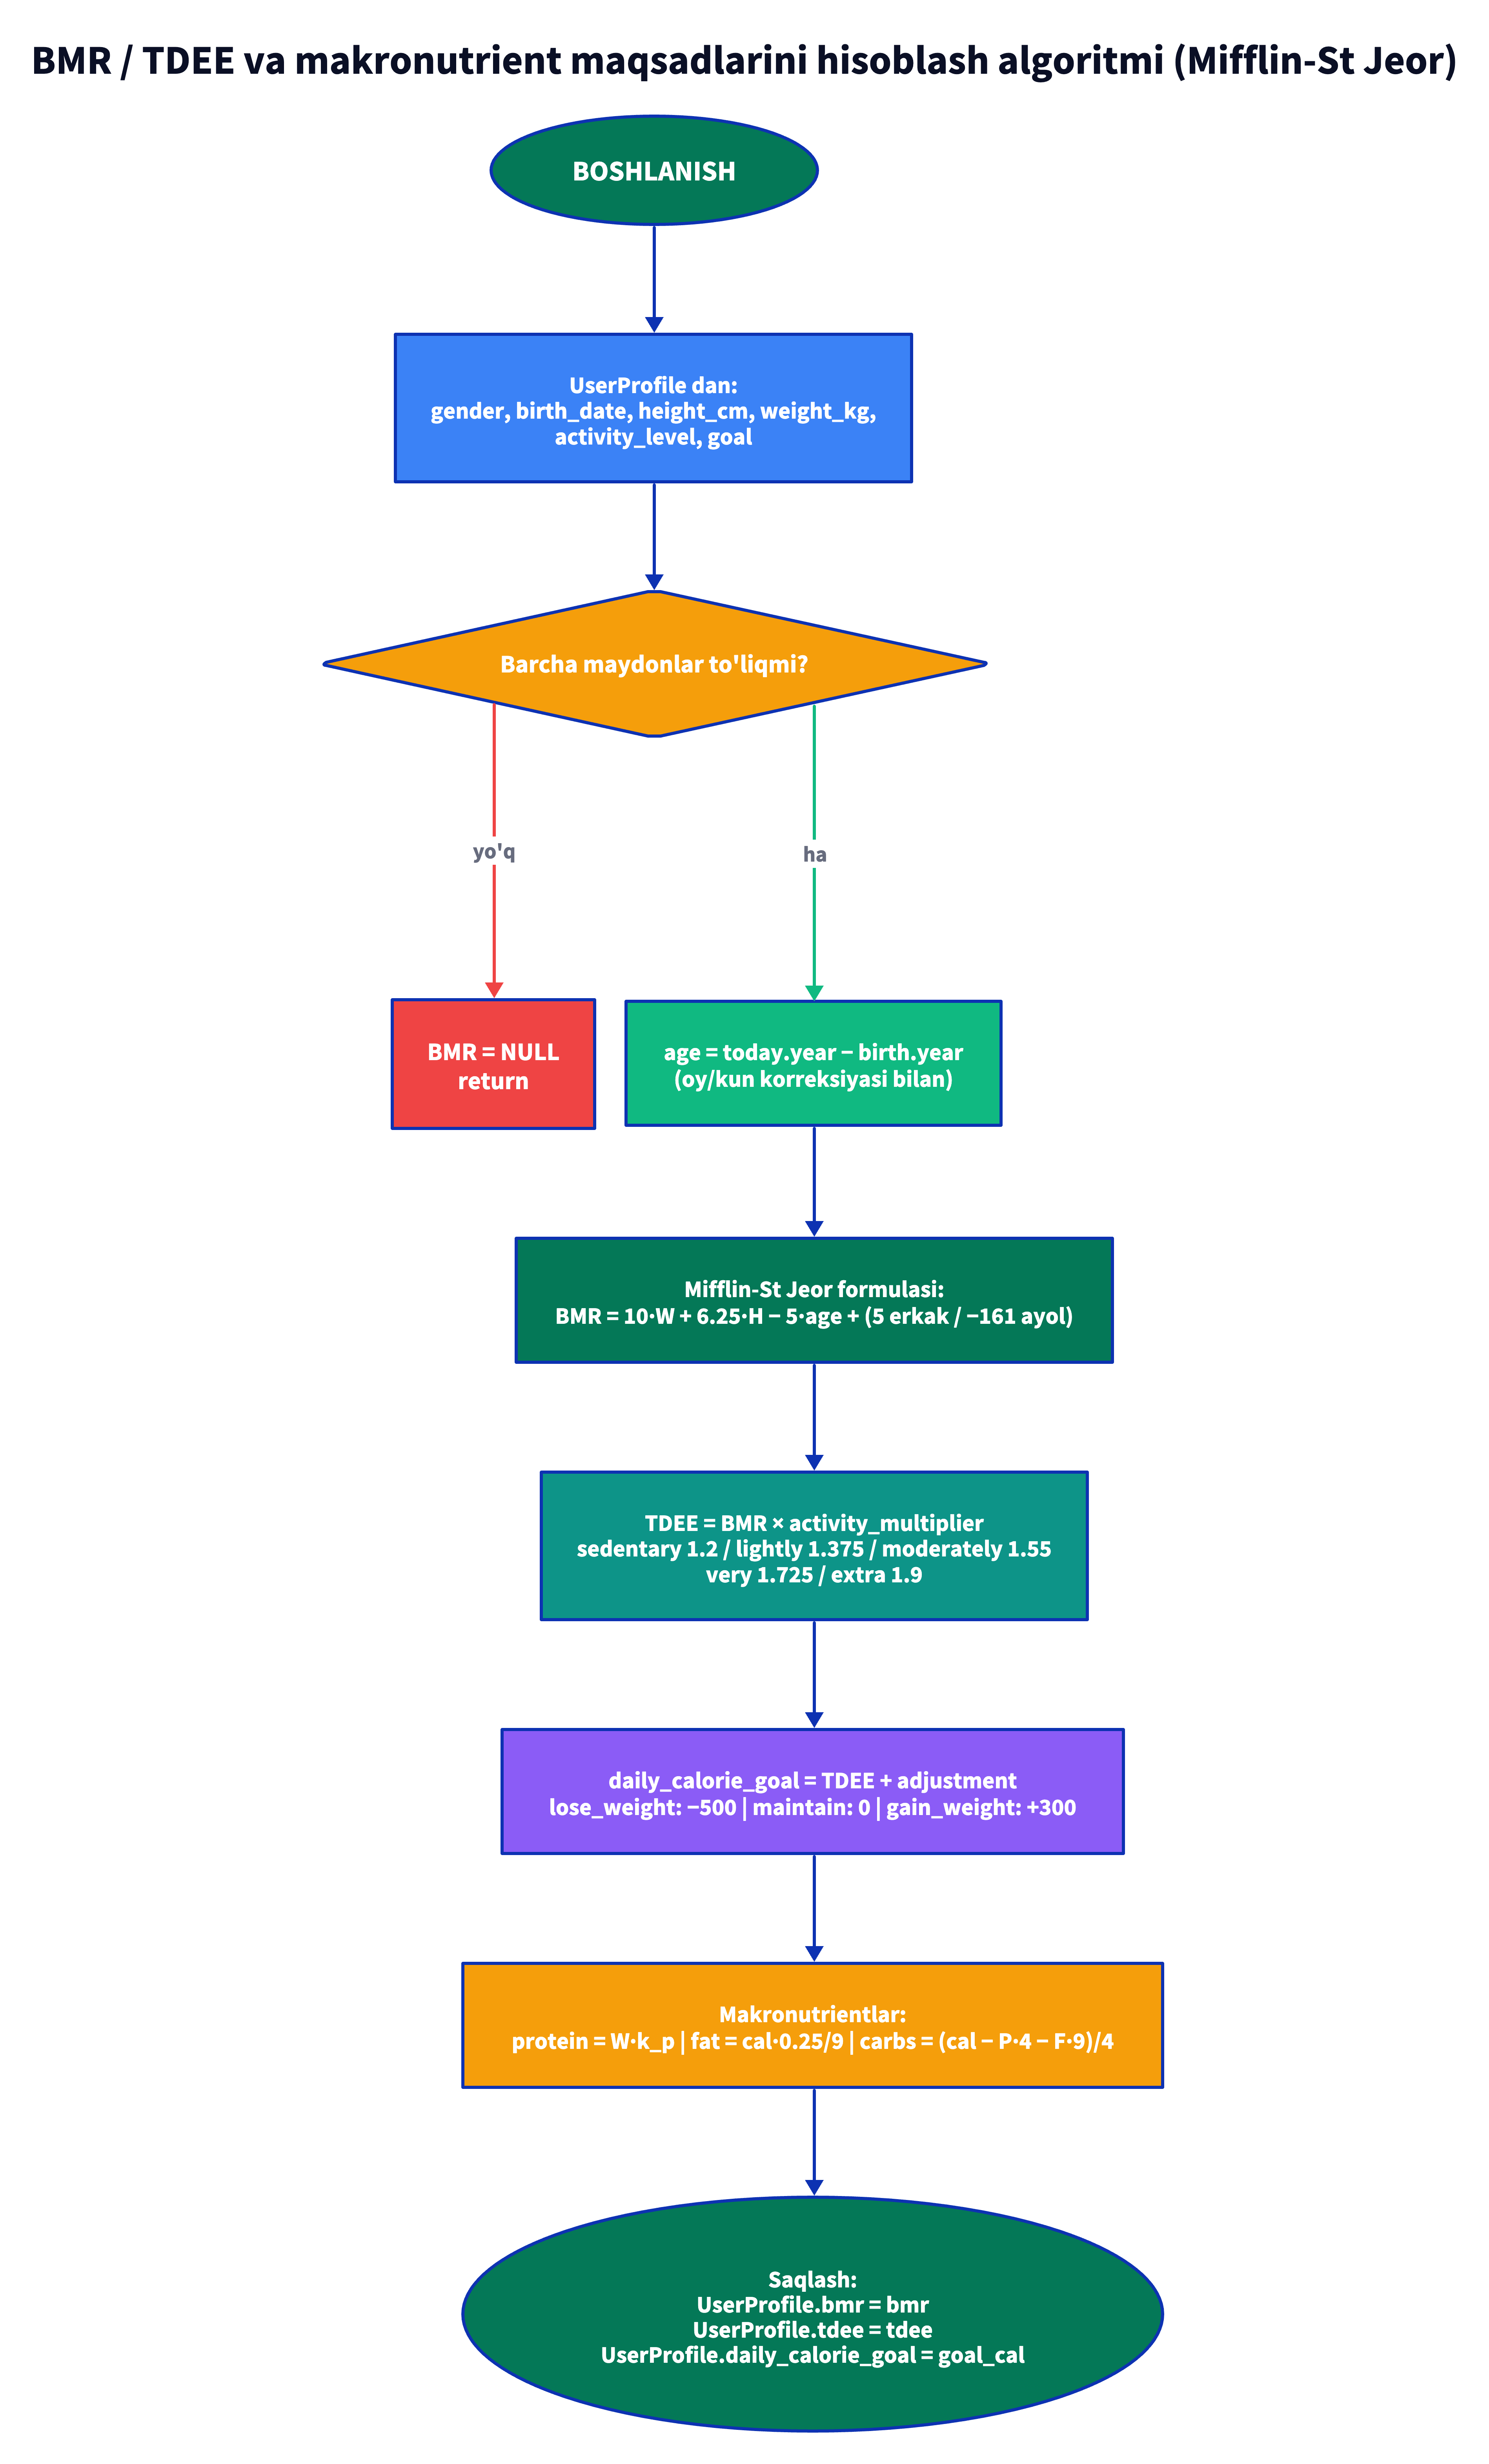 BMR / TDEE va makronutrient maqsadlarini hisoblash algoritmi (Mifflin-St Jeor)
BOSHLANISH
UserProfile dan:
gender, birth_date, height_cm, weight_kg,
activity_level, goal
Barcha maydonlar to'liqmi?
yo'q
ha
BMR = NULL
return
age = today.year − birth.year
(oy/kun korreksiyasi bilan)
Mifflin-St Jeor formulasi:
BMR = 10·W + 6.25·H − 5·age + (5 erkak / −161 ayol)
TDEE = BMR × activity_multiplier
sedentary 1.2 / lightly 1.375 / moderately 1.55
very 1.725 / extra 1.9
daily_calorie_goal = TDEE + adjustment
lose_weight: −500 | maintain: 0 | gain_weight: +300
Makronutrientlar:
protein = W·k_p | fat = cal·0.25/9 | carbs = (cal − P·4 − F·9)/4
Saqlash:
UserProfile.bmr = bmr
UserProfile.tdee = tdee
UserProfile.daily_calorie_goal = goal_cal